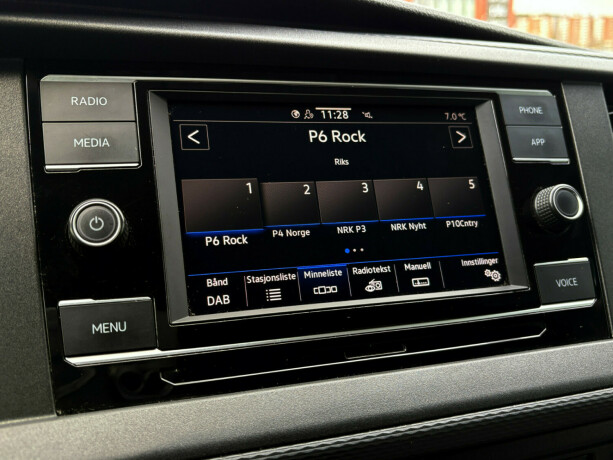 RADIO
MEDIA
MENU
PHONE
APP
VOICE
11:28
7.0 °C
<
P6 Rock
>
Riks
1
2
3
4
5
P6 Rock
P4 Norge
NRK P3
NRK Nyht
P10Cntry
Bånd
DAB
Stasjonsliste
Minneliste
Radiotekst
Manuell
Innstillinger